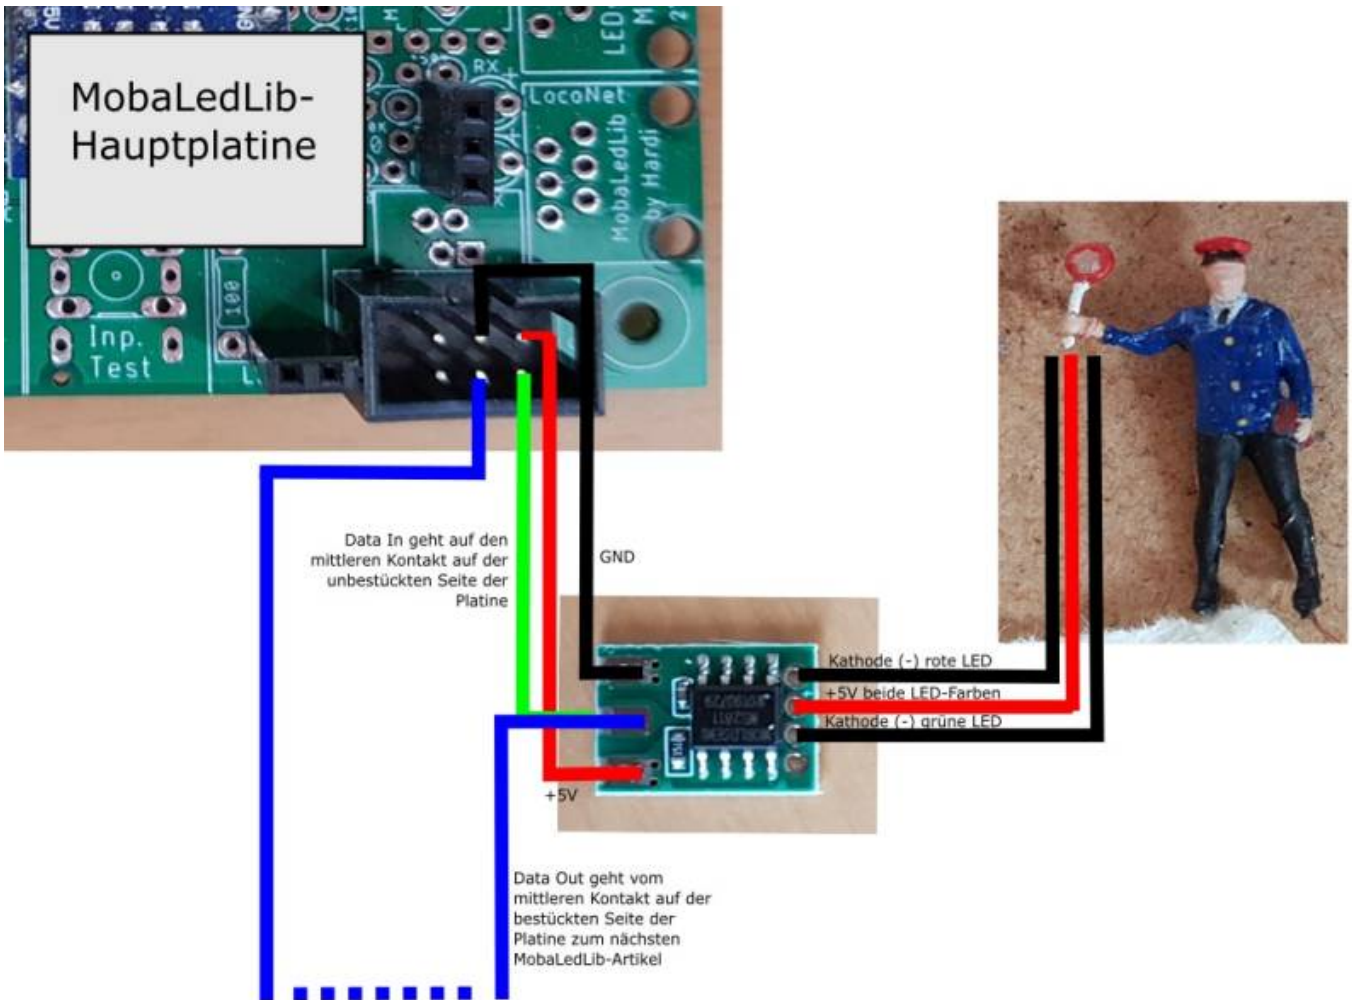 MobaLedLib-
Hauptplatine
GND
RX
LED
LocoNet
MobaLedLib
by Hardi
100
Inp.
Test
Data In geht auf den
mittleren Kontakt auf der
unbestückten Seite der
Platine
GND
Kathode (-) rote LED
+5V beide LED-Farben
Kathode (-) grüne LED
+5V
Data Out geht vom
mittleren Kontakt auf der
bestückten Seite der
Platine zum nächsten
MobaLedLib-Artikel